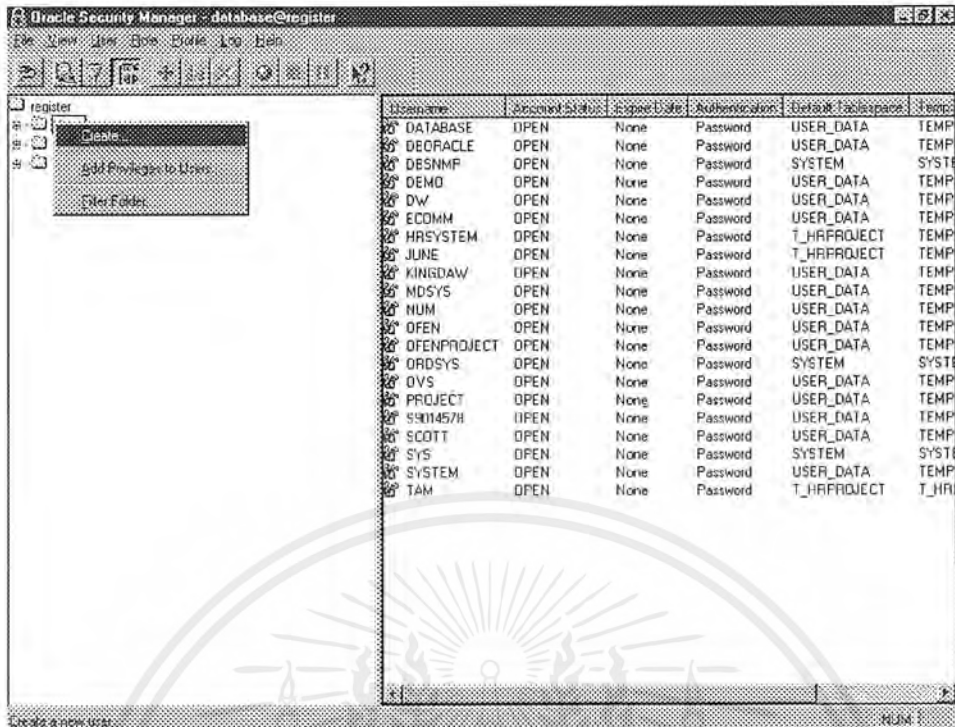 Oracle Security Manager - database@register
File View User Role Profile Log Help
register
Create...
Add Privileges to Users...
Filter Folder...
Username Account Status Expire Date Authentication Default Tablespace Temp
DATABASE OPEN None Password USER_DATA TEMP
DBORACLE OPEN None Password USER_DATA TEMP
DBSNMP OPEN None Password SYSTEM SYSTE
DEMO OPEN None Password USER_DATA TEMP
DW OPEN None Password USER_DATA TEMP
ECOMM OPEN None Password USER_DATA TEMP
HRSYSTEM OPEN None Password T_HRPROJECT TEMP
JUNE OPEN None Password T_HRPROJECT TEMP
KINGDAW OPEN None Password USER_DATA TEMP
MDSYS OPEN None Password USER_DATA TEMP
NUM OPEN None Password USER_DATA TEMP
OFEN OPEN None Password USER_DATA TEMP
OFENPROJECT OPEN None Password USER_DATA TEMP
ORDSYS OPEN None Password SYSTEM SYSTE
OVS OPEN None Password USER_DATA TEMP
PROJECT OPEN None Password USER_DATA TEMP
OPEN None Password USER_DATA TEMP
SCOTT OPEN None Password USER_DATA TEMP
SYS OPEN None Password SYSTEM SYSTE
SYSTEM OPEN None Password USER_DATA TEMP
TAM OPEN None Password T_HRPROJECT T_HR
Create a new user NUM